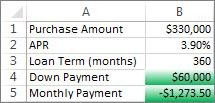 A B
1 Purchase Amount $330,000
2 APR 3.90%
3 Loan Term (months) 360
4 Down Payment $60,000
5 Monthly Payment -$1,273.50